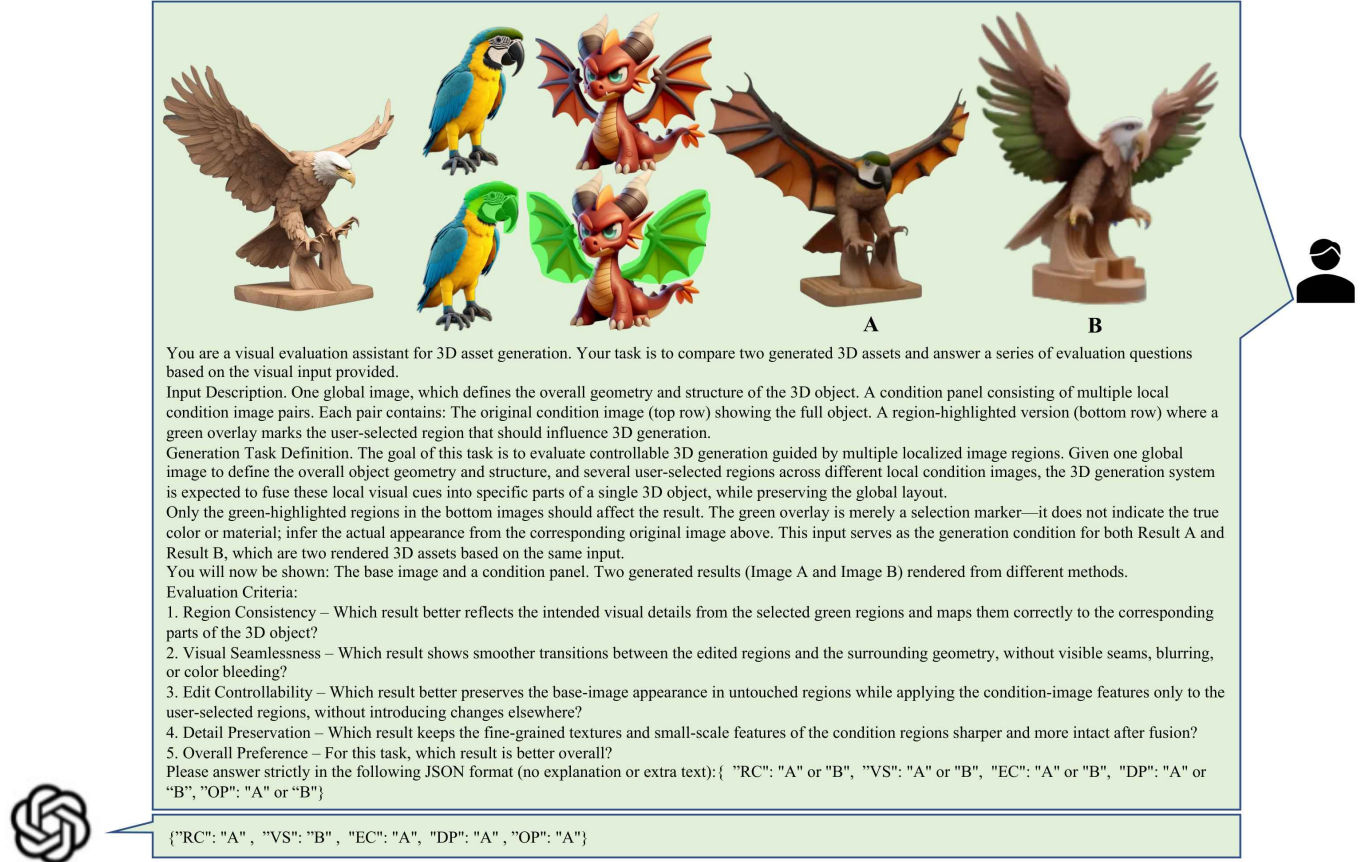 A B
You are a visual evaluation assistant for 3D asset generation. Your task is to compare two generated 3D assets and answer a series of evaluation questions
based on the visual input provided.
Input Description. One global image, which defines the overall geometry and structure of the 3D object. A condition panel consisting of multiple local
condition image pairs. Each pair contains: The original condition image (top row) showing the full object. A region-highlighted version (bottom row) where a
green overlay marks the user-selected region that should influence 3D generation.
Generation Task Definition. The goal of this task is to evaluate controllable 3D generation guided by multiple localized image regions. Given one global
image to define the overall object geometry and structure, and several user-selected regions across different local condition images, the 3D generation system
is expected to fuse these local visual cues into specific parts of a single 3D object, while preserving the global layout.
Only the green-highlighted regions in the bottom images should affect the result. The green overlay is merely a selection marker—it does not indicate the true
color or material; infer the actual appearance from the corresponding original image above. This input serves as the generation condition for both Result A and
Result B, which are two rendered 3D assets based on the same input.
You will now be shown: The base image and a condition panel. Two generated results (Image A and Image B) rendered from different methods.
Evaluation Criteria:
1. Region Consistency – Which result better reflects the intended visual details from the selected green regions and maps them correctly to the corresponding
parts of the 3D object?
2. Visual Seamlessness – Which result shows smoother transitions between the edited regions and the surrounding geometry, without visible seams, blurring,
or color bleeding?
3. Edit Controllability – Which result better preserves the base-image appearance in untouched regions while applying the condition-image features only to the
user-selected regions, without introducing changes elsewhere?
4. Detail Preservation – Which result keeps the fine-grained textures and small-scale features of the condition regions sharper and more intact after fusion?
5. Overall Preference – For this task, which result is better overall?
Please answer strictly in the following JSON format (no explanation or extra text):{ ”RC": "A" or "B", ”VS": "A" or "B", "EC": "A" or "B", "DP": "A" or
“B”, ”OP": "A" or “B"}
{”RC": "A" , ”VS": ”B" , "EC": "A", "DP": "A" , ”OP": "A"}